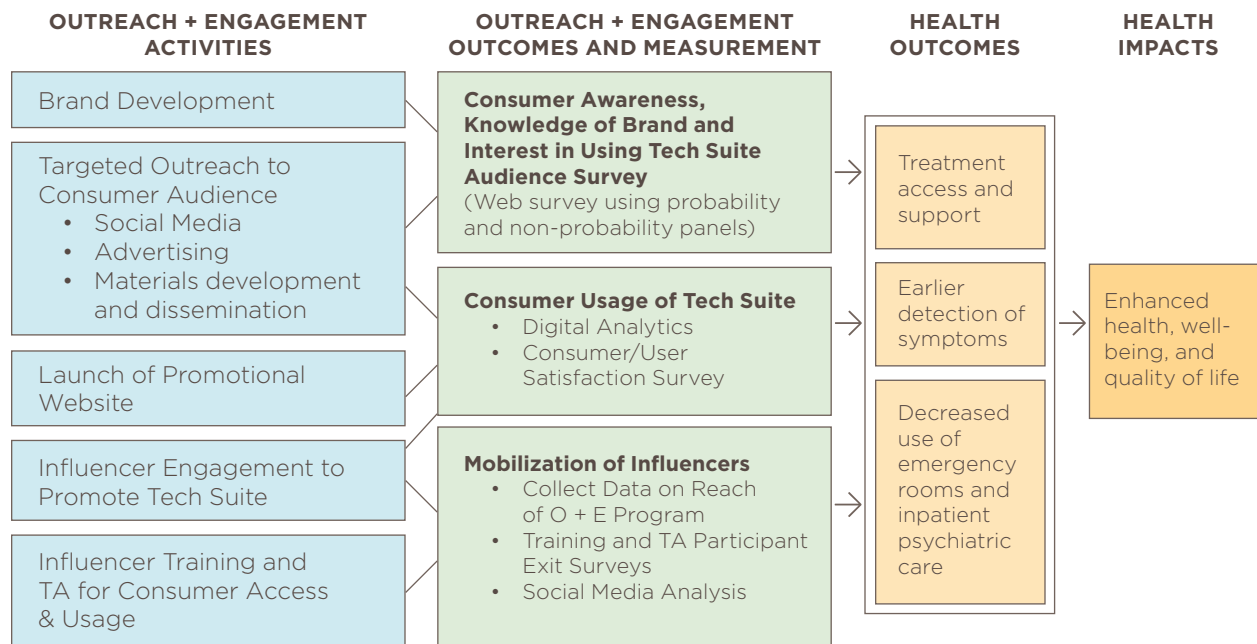 OUTREACH + ENGAGEMENT
ACTIVITIES
OUTREACH + ENGAGEMENT
OUTCOMES AND MEASUREMENT
HEALTH
OUTCOMES
HEALTH
IMPACTS
Brand Development
Targeted Outreach to
Consumer Audience
• Social Media
• Advertising
• Materials development
and dissemination
Launch of Promotional
Website
Influencer Engagement to
Promote Tech Suite
Influencer Training and
TA for Consumer Access
& Usage
Consumer Awareness,
Knowledge of Brand and
Interest in Using Tech Suite
Audience Survey
(Web survey using probability
and non-probability panels)
Consumer Usage of Tech Suite
• Digital Analytics
• Consumer/User
Satisfaction Survey
Mobilization of Influencers
• Collect Data on Reach
of O + E Program
• Training and TA Participant
Exit Surveys
• Social Media Analysis
Treatment
access and
support
Earlier
detection of
symptoms
Decreased
use of
emergency
rooms and
inpatient
psychiatric
care
Enhanced
health, well-
being, and
quality of life